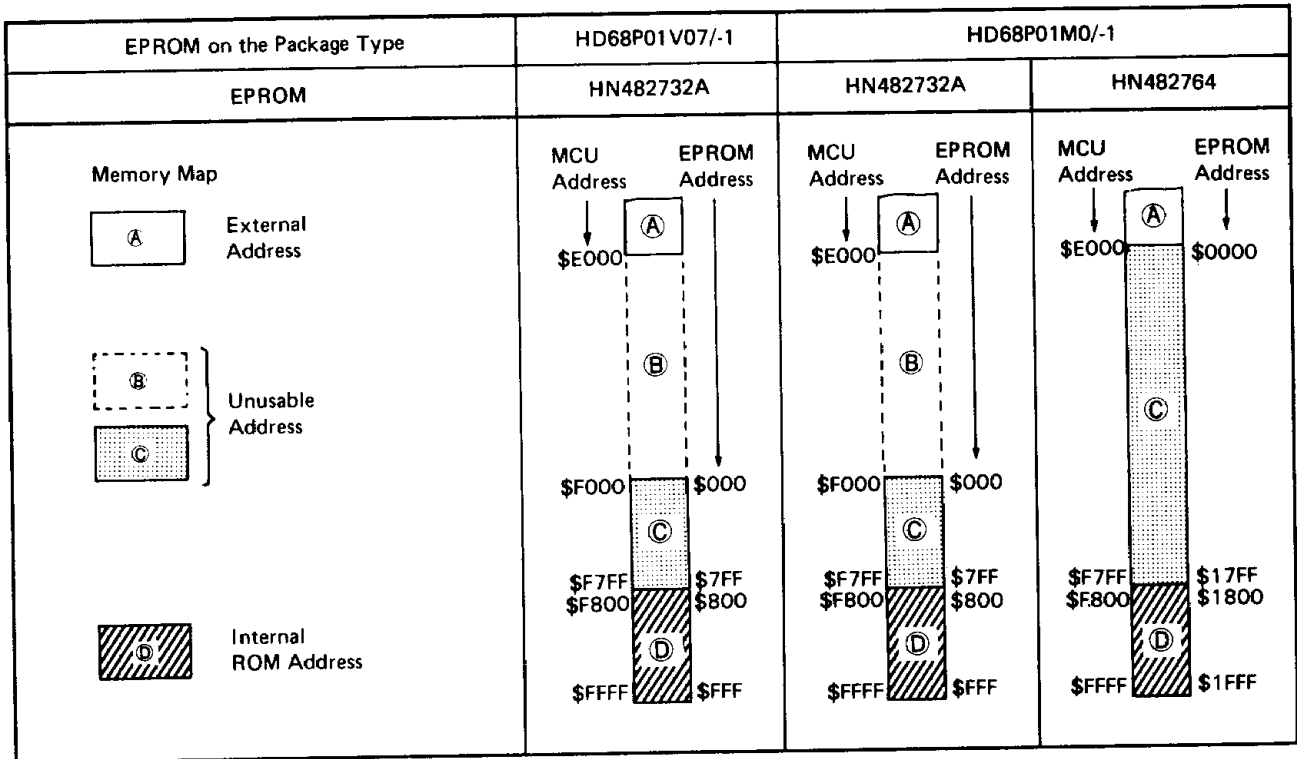 EPROM on the Package Type
HD68P01V07/-1
HD68P01M0/-1
EPROM
HN482732A
HN482732A
HN482764
Memory Map
Ⓐ
External
Address
Ⓑ
Ⓒ
Unusable
Address
Ⓓ
Internal
ROM Address
MCU
Address
EPROM
Address
Ⓐ
$E000
Ⓑ
$F000 $000
Ⓒ
$F7FF $7FF
$F800 $800
Ⓓ
$FFFF $FFF
MCU
Address
EPROM
Address
Ⓐ
$E000
Ⓑ
$F000 $000
Ⓒ
$F7FF $7FF
$F800 $800
Ⓓ
$FFFF $FFF
MCU
Address
EPROM
Address
Ⓐ
$E000 $0000
Ⓒ
$F7FF $17FF
$F800 $1800
Ⓓ
$FFFF $1FFF